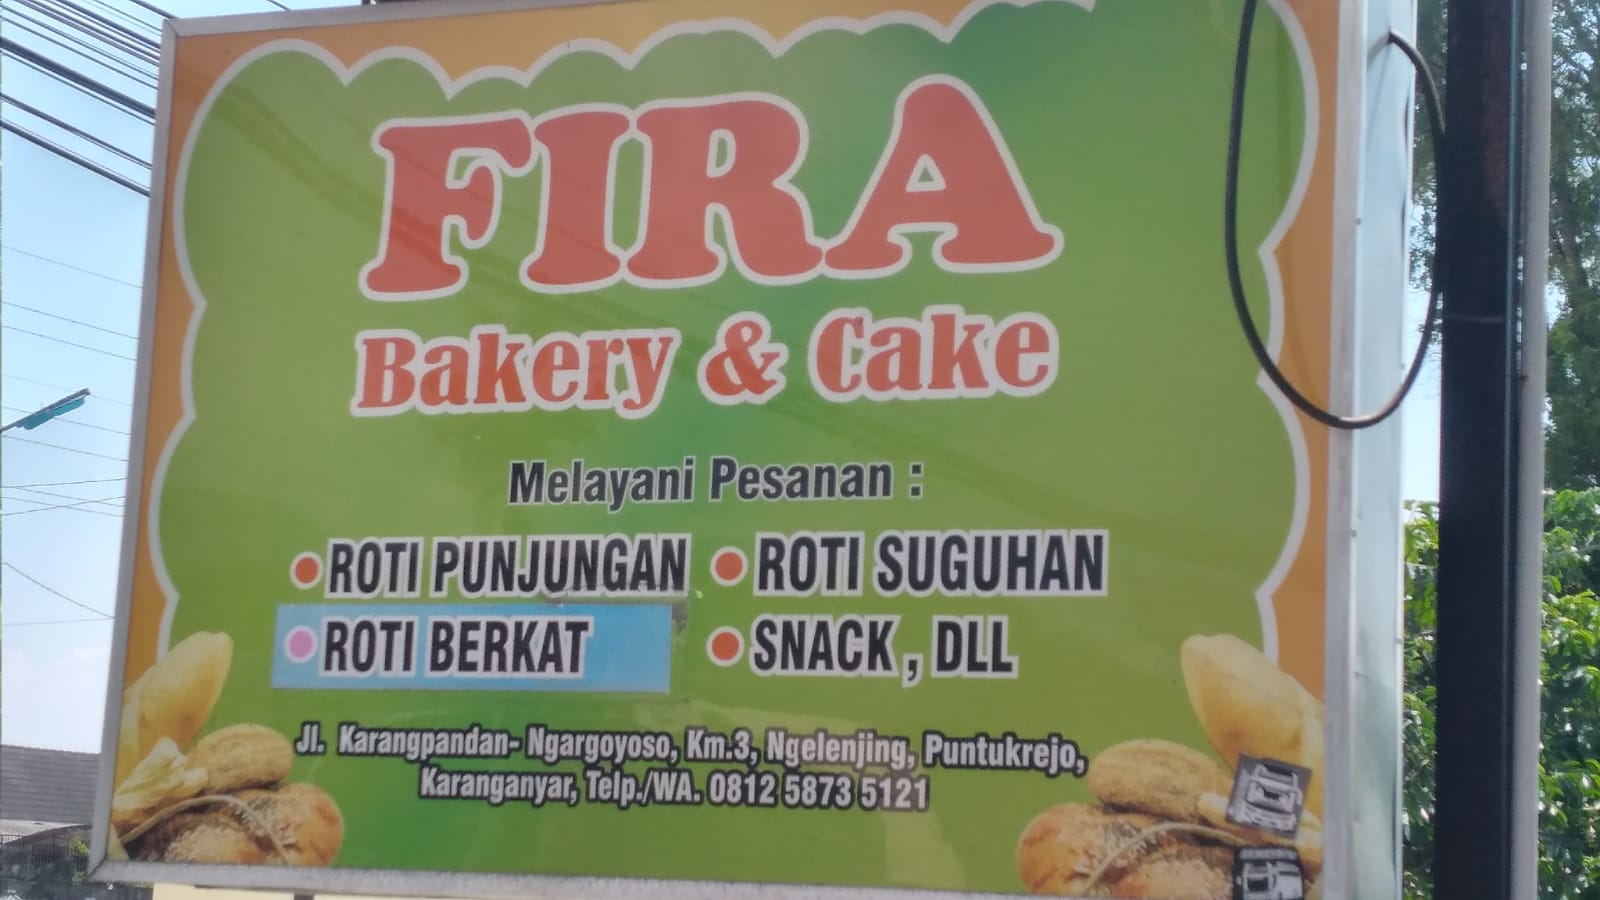 FIRA
Bakery & Cake
Melayani Pesanan :
ROTI PUNJUNGAN
ROTI SUGUHAN
ROTI BERKAT
SNACK , DLL
Jl. Karangpandan- Ngargoyoso, Km.3, Ngelenjing, Puntukrejo,
Karanganyar, Telp./WA. 0812 5873 5121